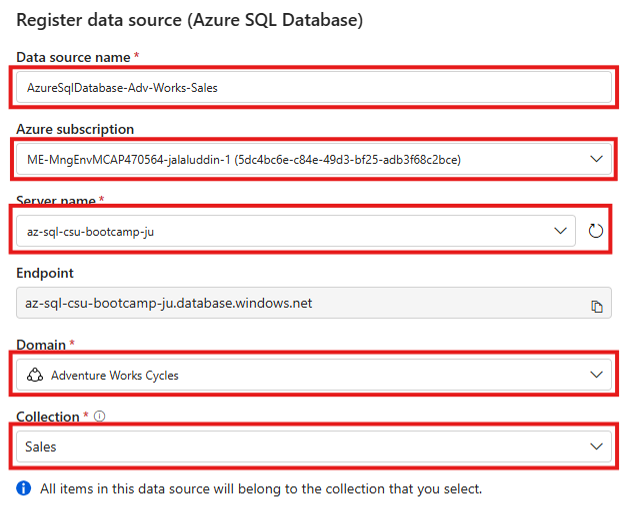 Register data source (Azure SQL Database)
Data source name *
AzureSqlDatabase-Adv-Works-Sales
Azure subscription
ME-MngEnvMCAP470564-jalaluddin-1 (5dc4bc6e-c84e-49d3-bf25-adb3f68c2bce)
Server name *
az-sql-csu-bootcamp-ju
Endpoint
az-sql-csu-bootcamp-ju.database.windows.net
Domain *
Adventure Works Cycles
Collection *
Sales
All items in this data source will belong to the collection that you select.